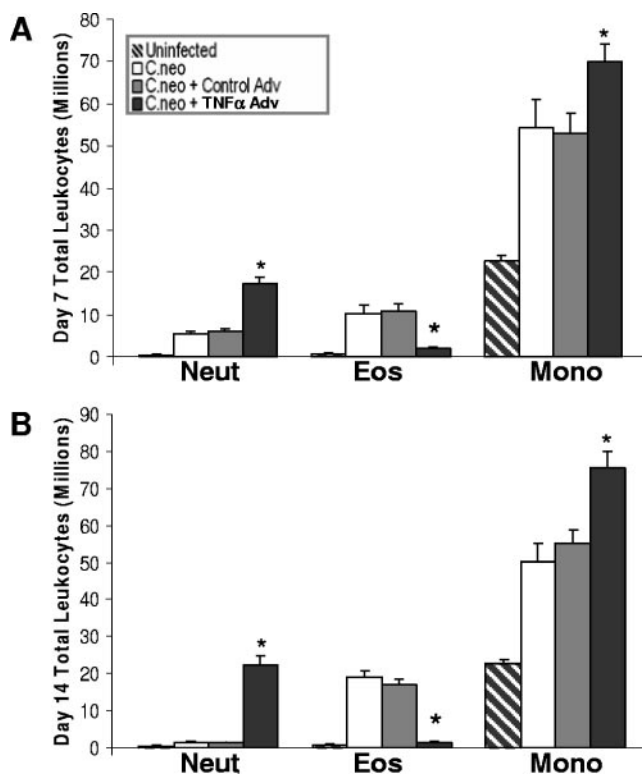 A
Day 7 Total Leukocytes (Millions)
80
70
60
50
40
30
20
10
0
Uninfected
C.neo
C.neo + Control Adv
C.neo + TNFα Adv
*
*
*
Neut Eos Mono
B
Day 14 Total Leukocytes (Millions)
90
80
70
60
50
40
30
20
10
0
*
*
*
Neut Eos Mono